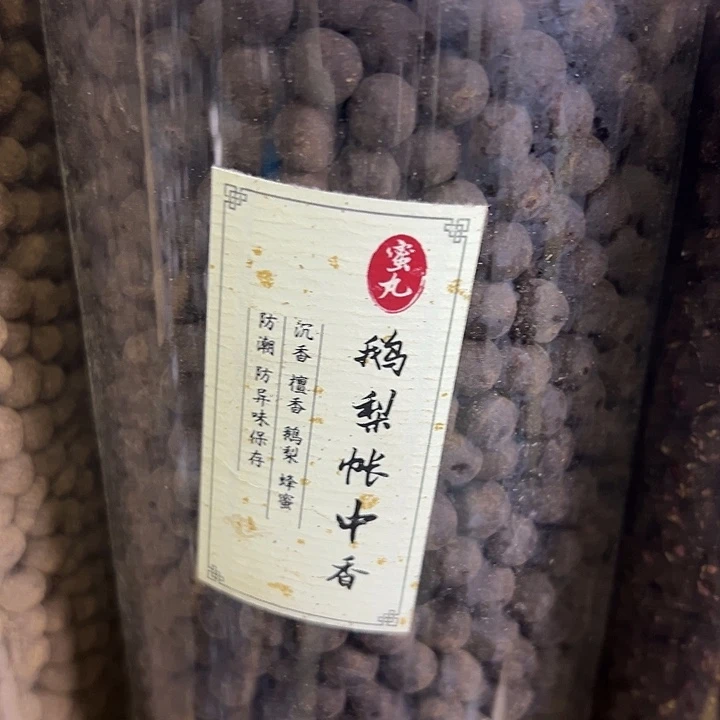 蜜丸
鹅梨帐中香
沉香 檀香 鹅梨 蜂蜜
防潮 防异味保存